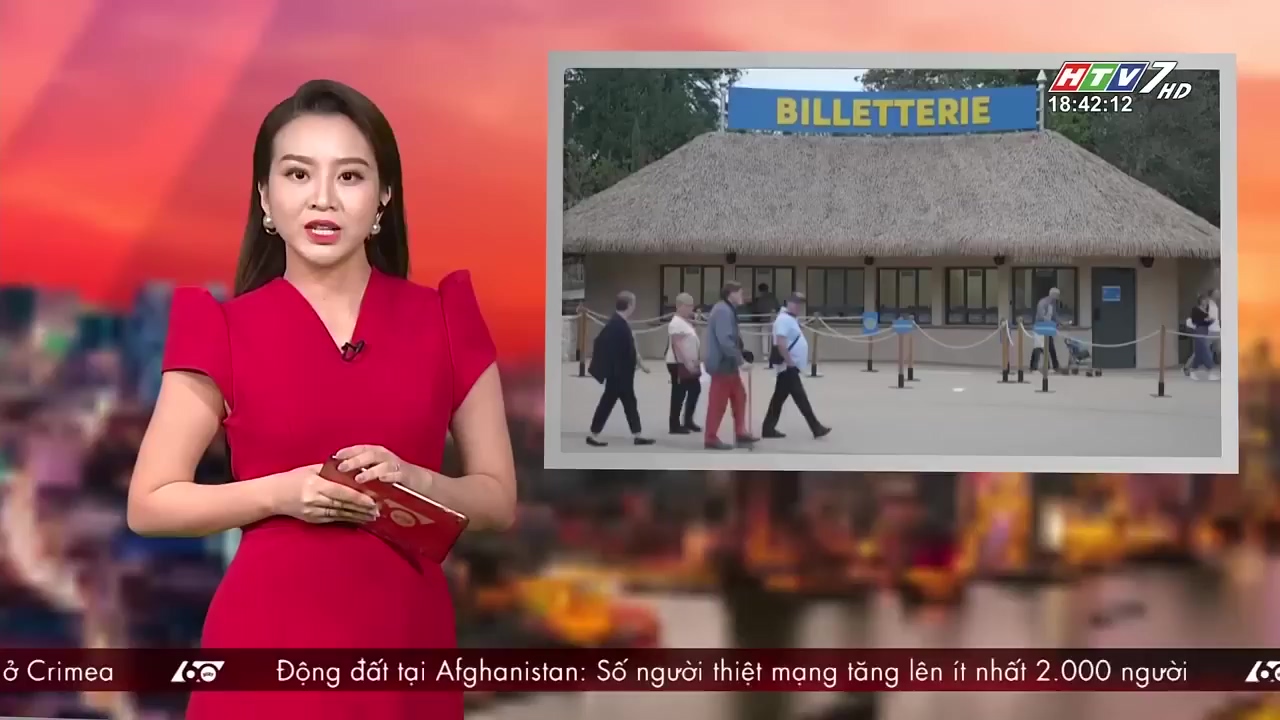 HTV7 HD
18:42:12
BILLETTERIE
ở Crimea
60 Động đất tại Afghanistan: Số người thiệt mạng tăng lên ít nhất 2.000 người